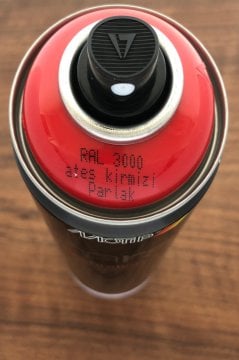 RAL 3000
ates kirmizi
Parlak